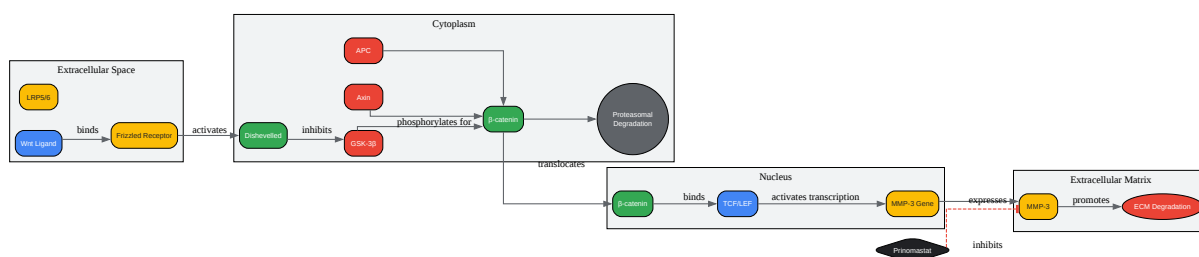 Cytoplasm
APC
Extracellular Space
LRP5/6
Axin
β-catenin
Proteasomal
Degradation
phosphorylates for
Wnt Ligand
binds
Frizzled Receptor
activates
Dishevelled
inhibits
GSK-3β
translocates
Nucleus
Extracellular Matrix
β-catenin
binds
TCF/LEF
activates transcription
MMP-3 Gene
expresses
MMP-3
promotes
ECM Degradation
Prinomastat
inhibits